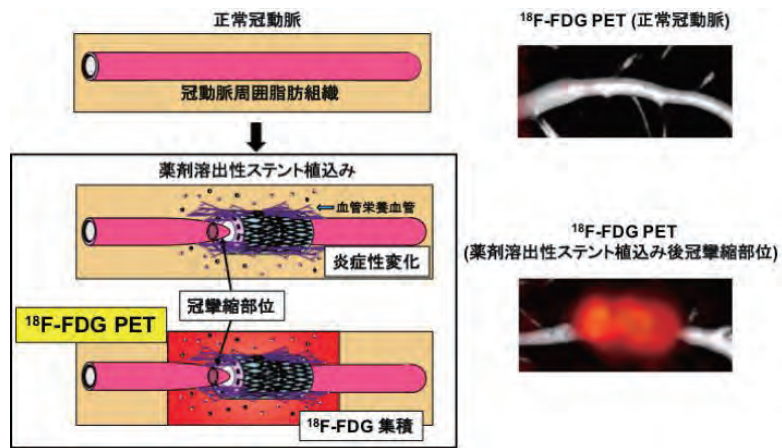 正常冠動脈
冠動脈周囲脂肪組織
薬剤溶出性ステント植込み
血管栄養血管
炎症性変化
冠攣縮部位
18F-FDG PET
18F-FDG 集積
18F-FDG PET (正常冠動脈)
18F-FDG PET
(薬剤溶出性ステント植込み後冠攣縮部位)